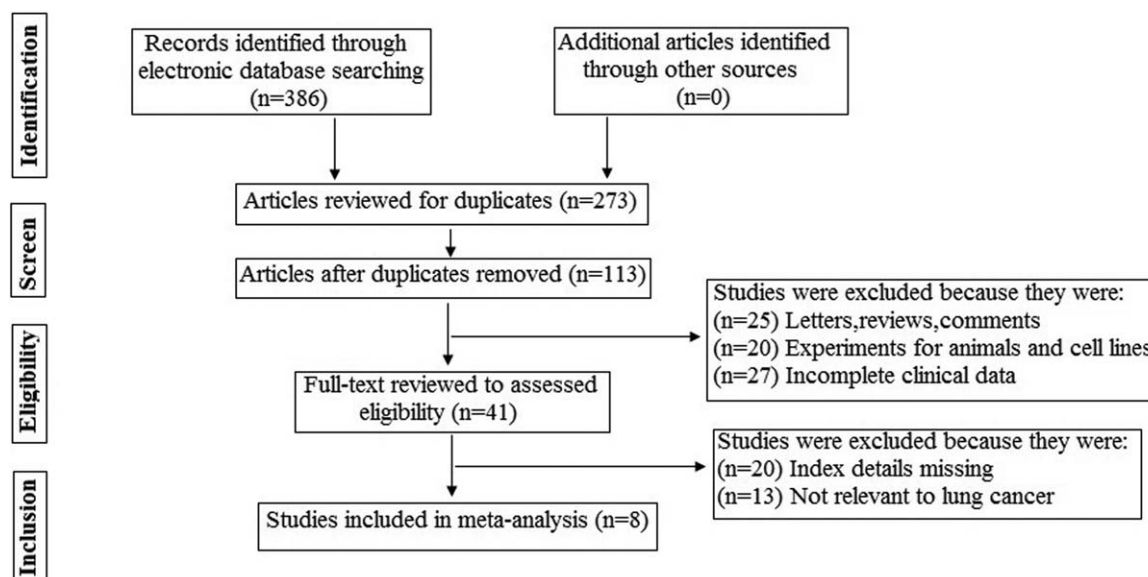 Identification
Records identified through
electronic database searching
(n=386)
Additional articles identified
through other sources
(n=0)
Articles reviewed for duplicates (n=273)
Screen
Articles after duplicates removed (n=113)
Studies were excluded because they were:
(n=25) Letters,reviews,comments
(n=20) Experiments for animals and cell lines
(n=27) Incomplete clinical data
Eligibility
Full-text reviewed to assessed
eligibility (n=41)
Studies were excluded because they were:
(n=20) Index details missing
(n=13) Not relevant to lung cancer
Inclusion
Studies included in meta-analysis (n=8)